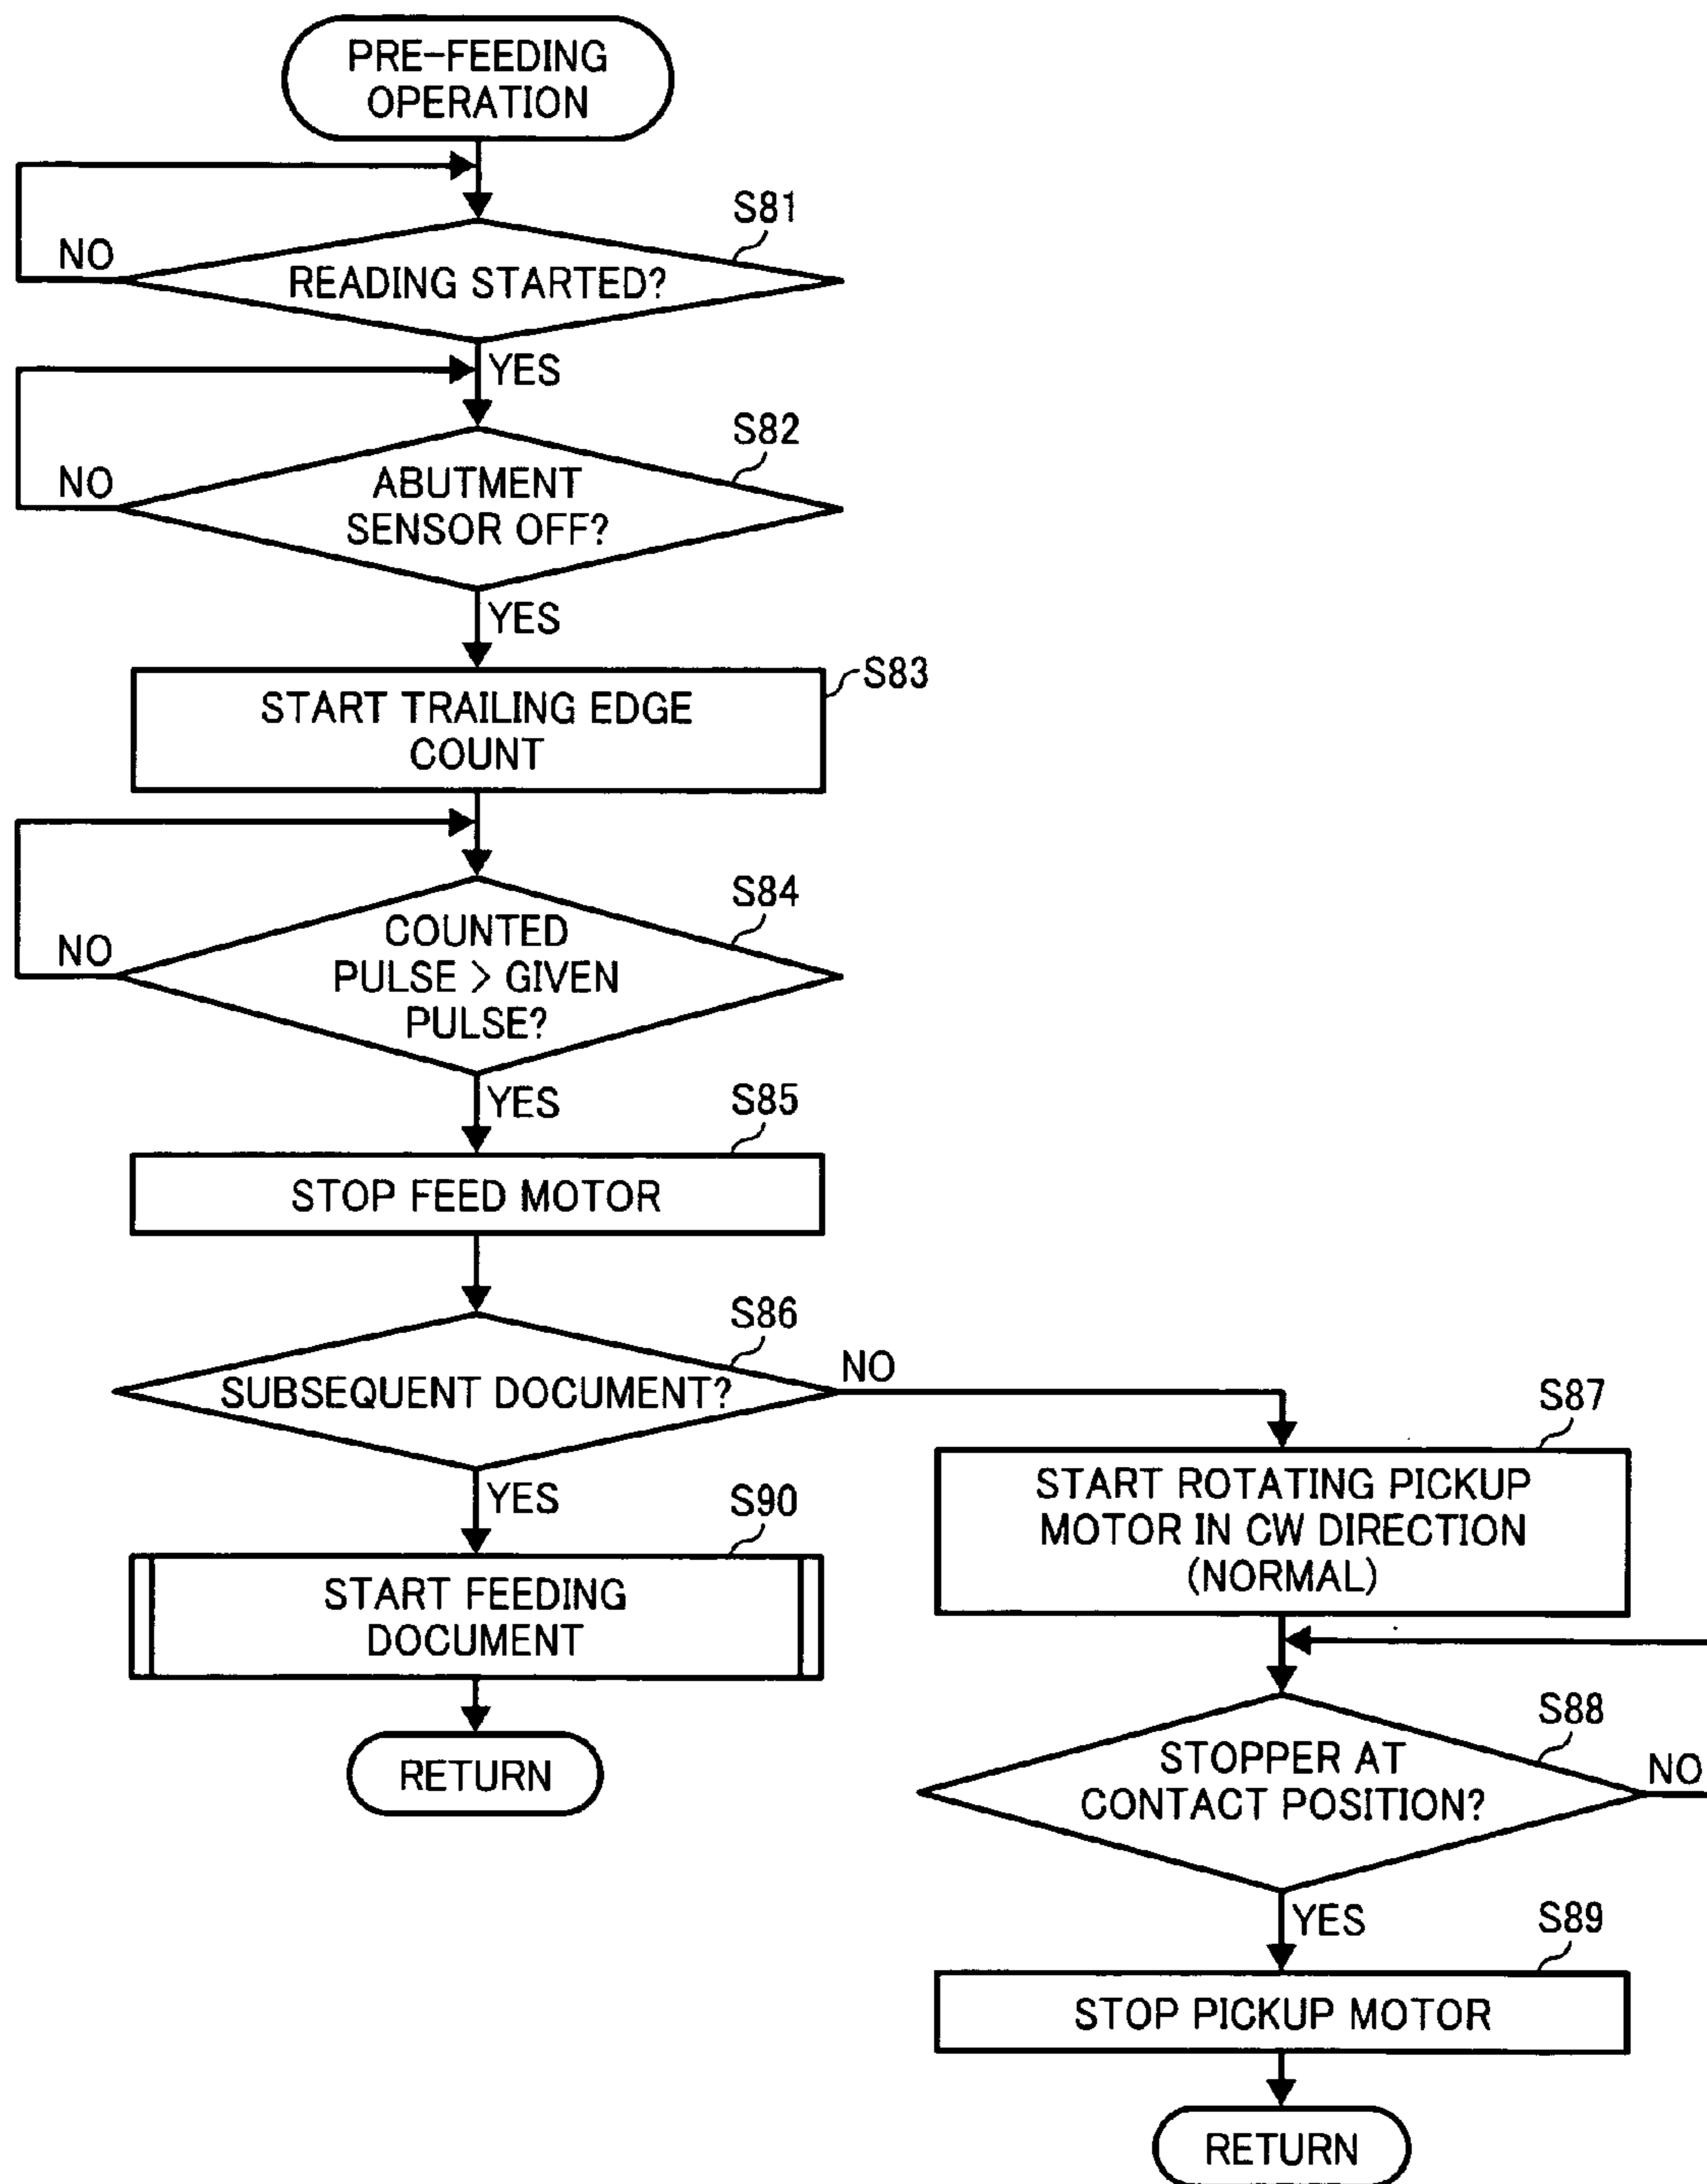 PRE-FEEDING
OPERATION
S81
NO
READING STARTED?
YES
S82
NO
ABUTMENT
SENSOR OFF?
YES
S83
START TRAILING EDGE
COUNT
S84
NO
COUNTED
PULSE > GIVEN
PULSE?
YES
S85
STOP FEED MOTOR
S86
SUBSEQUENT DOCUMENT?
NO
YES
S90
START FEEDING
DOCUMENT
RETURN
S87
START ROTATING PICKUP
MOTOR IN CW DIRECTION
(NORMAL)
S88
STOPPER AT
CONTACT POSITION?
NO
YES
S89
STOP PICKUP MOTOR
RETURN